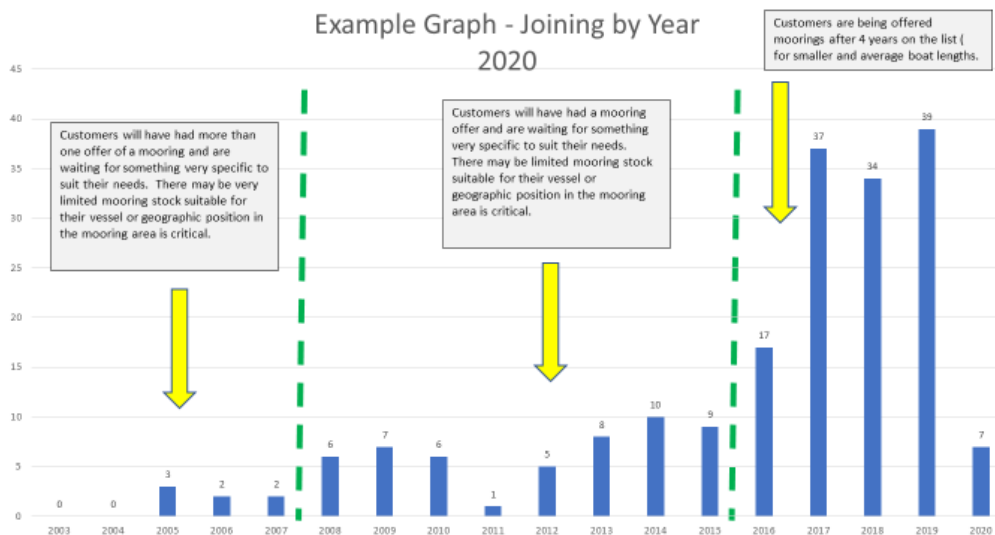 Example Graph - Joining by Year
2020
Customers are being offered
moorings after 4 years on the list (
for smaller and average boat lengths.
Customers will have had more than
one offer of a mooring and are
waiting for something very specific to
suit their needs. There may be very
limited mooring stock suitable for
their vessel or geographic position in
the mooring area is critical.
Customers will have had a mooring
offer and are waiting for something
very specific to suit their needs.
There may be limited mooring stock
suitable for their vessel or
geographic position in the mooring
area is critical.
45
40
35
30
25
20
15
10
5
0
0 0 3 2 2 6 7 6 1 5 8 10 9 17 37 34 39 7
2003 2004 2005 2006 2007 2008 2009 2010 2011 2012 2013 2014 2015 2016 2017 2018 2019 2020